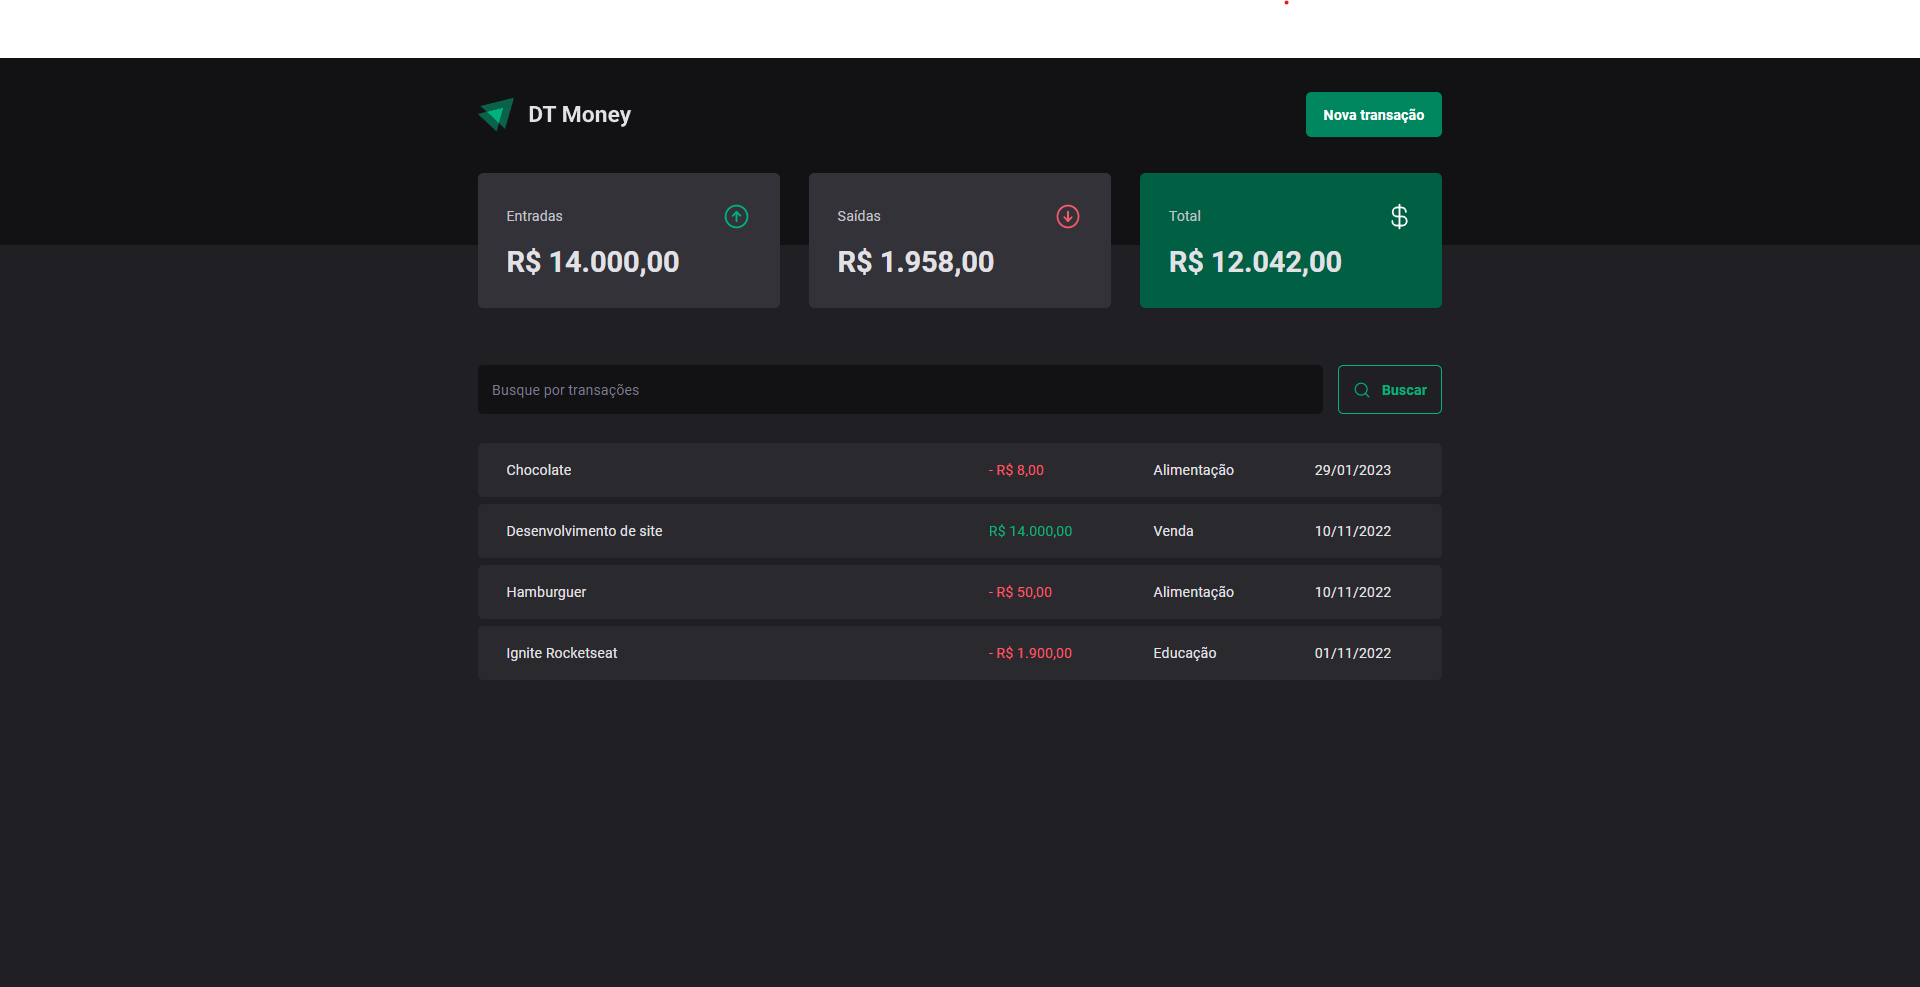 DT Money
Nova transação
Entradas
R$ 14.000,00
Saídas
R$ 1.958,00
Total
R$ 12.042,00
Busque por transações
Buscar
Chocolate - R$ 8,00 Alimentação 29/01/2023
Desenvolvimento de site R$ 14.000,00 Venda 10/11/2022
Hamburguer - R$ 50,00 Alimentação 10/11/2022
Ignite Rocketseat - R$ 1.900,00 Educação 01/11/2022